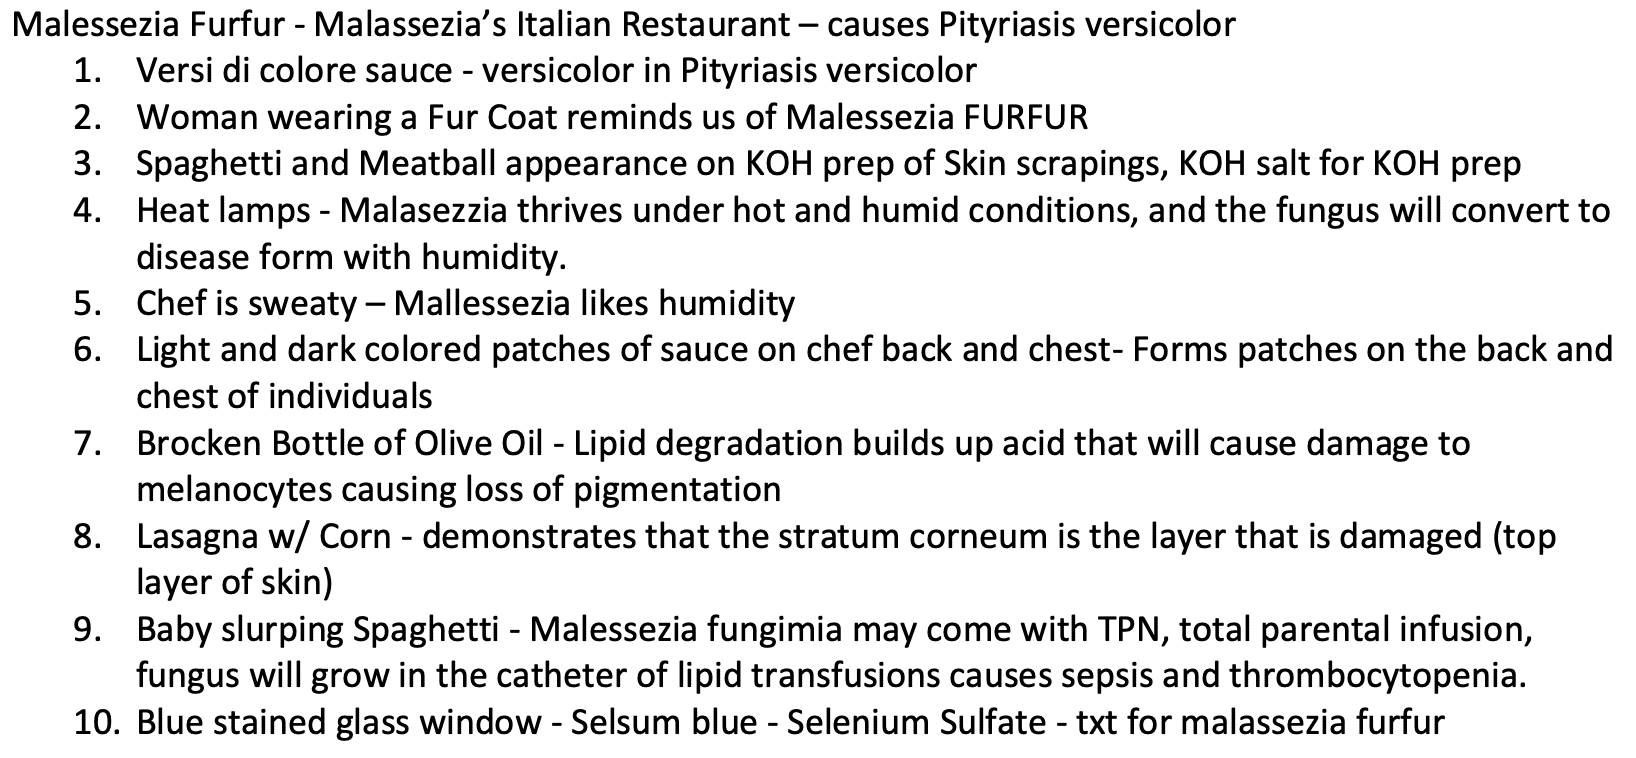 Malessezia Furfur - Malassezia’s Italian Restaurant – causes Pityriasis versicolor
1. Versi di colore sauce - versicolor in Pityriasis versicolor
2. Woman wearing a Fur Coat reminds us of Malessezia FURFUR
3. Spaghetti and Meatball appearance on KOH prep of Skin scrapings, KOH salt for KOH prep
4. Heat lamps - Malasezzia thrives under hot and humid conditions, and the fungus will convert to
disease form with humidity.
5. Chef is sweaty – Mallessezia likes humidity
6. Light and dark colored patches of sauce on chef back and chest- Forms patches on the back and
chest of individuals
7. Brocken Bottle of Olive Oil - Lipid degradation builds up acid that will cause damage to
melanocytes causing loss of pigmentation
8. Lasagna w/ Corn - demonstrates that the stratum corneum is the layer that is damaged (top
layer of skin)
9. Baby slurping Spaghetti - Malessezia fungimia may come with TPN, total parental infusion,
fungus will grow in the catheter of lipid transfusions causes sepsis and thrombocytopenia.
10. Blue stained glass window - Selsum blue - Selenium Sulfate - txt for malassezia furfur